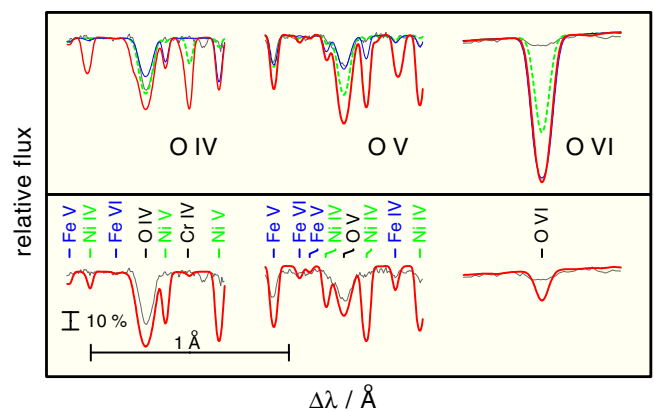 O IV
O V
O VI
relative flux
Fe V
Ni IV
Fe VI
O IV
Ni V
Cr IV
Ni V
Fe V
Fe VI
Fe V
Ni IV
O V
Ni IV
Fe IV
Ni IV
O VI
10 %
1 Å
Δλ / Å